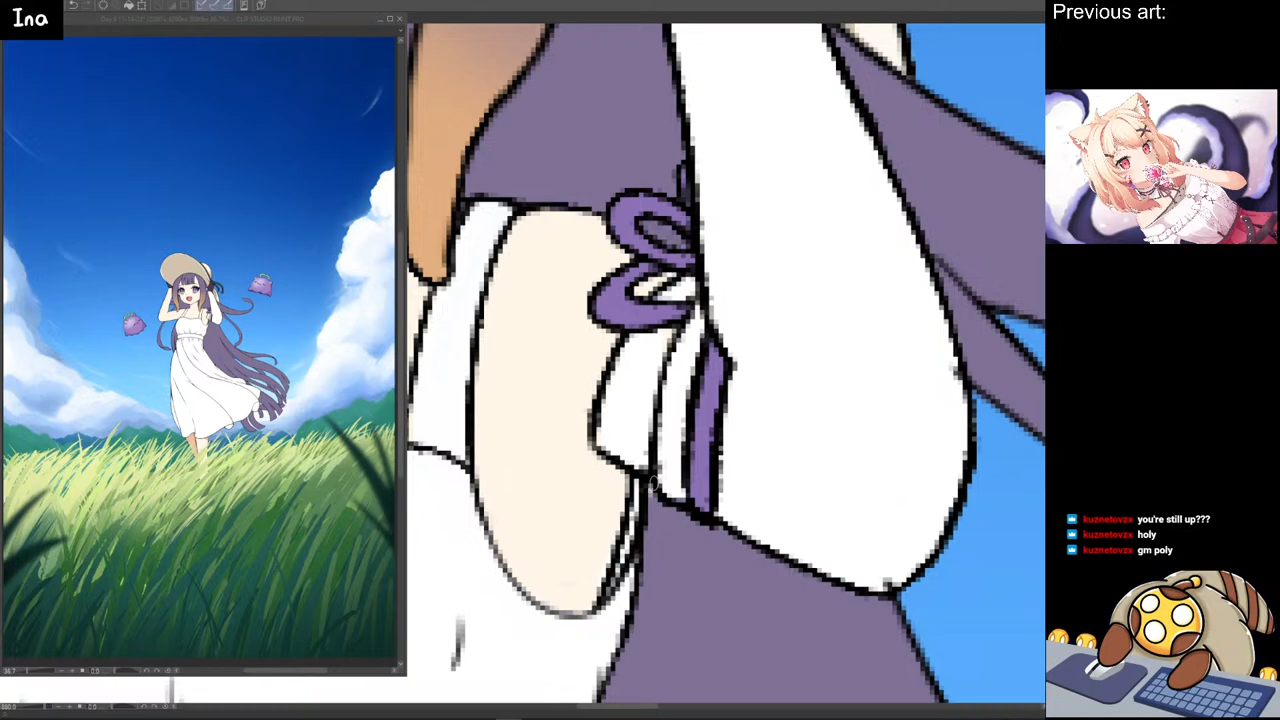 Ina
Previous art:
kuznetovzx you're still up???
kuznetovzx holy
kuznetovzx gm poly